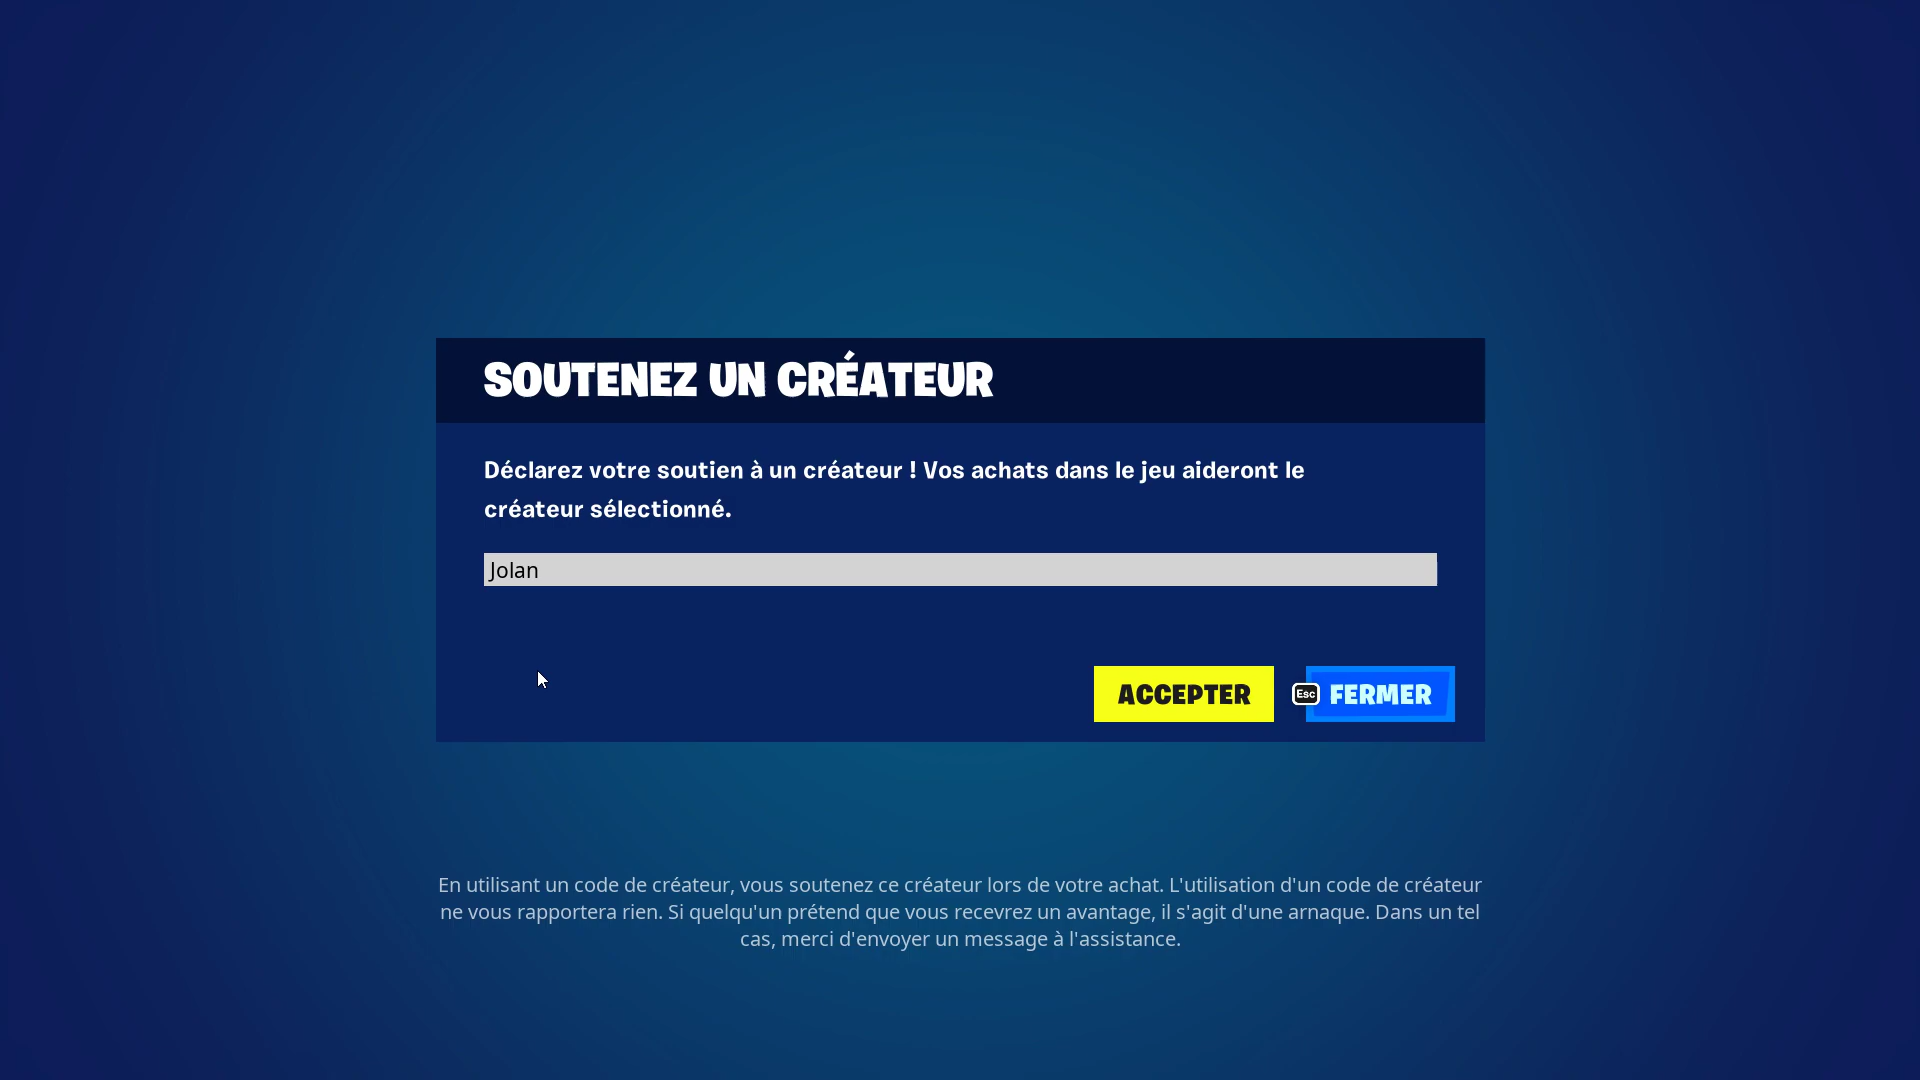 SOUTENEZ UN CRÉATEUR
Déclarez votre soutien à un créateur ! Vos achats dans le jeu aideront le
créateur sélectionné.
Jolan
ACCEPTER
Esc FERMER
En utilisant un code de créateur, vous soutenez ce créateur lors de votre achat. L'utilisation d'un code de créateur
ne vous rapportera rien. Si quelqu'un prétend que vous recevrez un avantage, il s'agit d'une arnaque. Dans un tel
cas, merci d'envoyer un message à l'assistance.